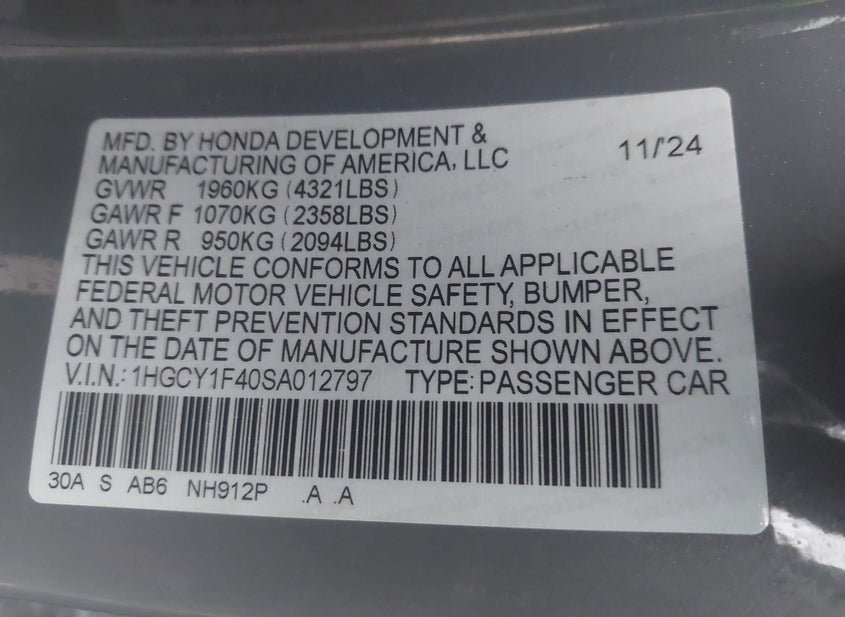 MFD. BY HONDA DEVELOPMENT &
MANUFACTURING OF AMERICA, LLC 11/'24
GVWR 1960KG (4321LBS)
GAWR F 1070KG (2358LBS)
GAWR R 950KG (2094LBS)
THIS VEHICLE CONFORMS TO ALL APPLICABLE
FEDERAL MOTOR VEHICLE SAFETY, BUMPER,
AND THEFT PREVENTION STANDARDS IN EFFECT
ON THE DATE OF MANUFACTURE SHOWN ABOVE.
V.I.N.: 1HGCY1F40SA012797 TYPE: PASSENGER CAR
30A S AB6 NH912P .A .A